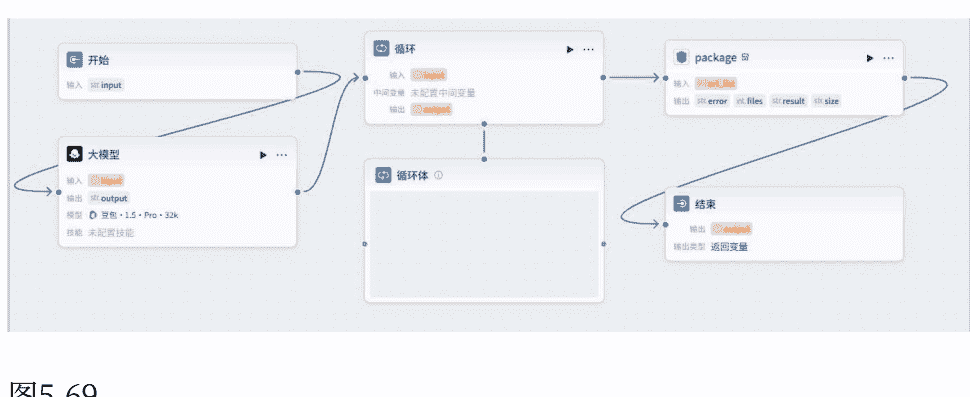 开始
输入 str. input
大模型
输入 input
输出 str. output
模型 豆包·1.5·Pro·32k
技能 未配置技能
循环
输入 input
中间变量 未配置中间变量
输出 output
循环体
package
输入 url_list
输出 str. error int. files str. result str. size
结束
输出 output
输出类型 返回变量
图5.69